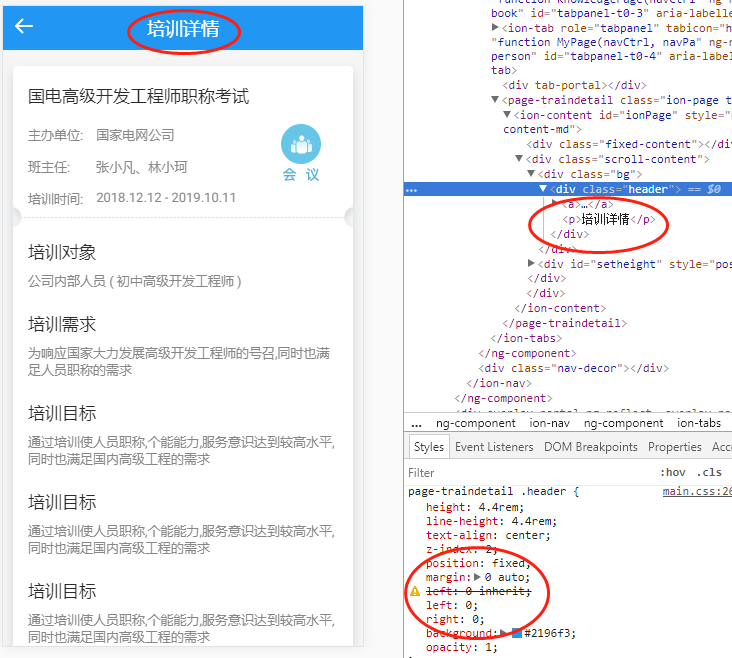 培训详情
国电高级开发工程师职称考试
主办单位: 国家电网公司
班主任: 张小凡、林小珂
会 议
培训时间: 2018.12.12 - 2019.10.11
培训对象
公司内部人员 ( 初中高级开发工程师 )
培训需求
为响应国家大力发展高级开发工程师的号召,同时也满
足人员职称的需求
培训目标
通过培训使人员职称,个能能力,服务意识达到较高水平,
同时也满足国内高级工程的需求
培训目标
通过培训使人员职称,个能能力,服务意识达到较高水平,
同时也满足国内高级工程的需求
培训目标
通过培训使人员职称,个能能力,服务意识达到较高水平,
同时也满足国内高级工程的需求
book" id="tabpanel-t0-3" aria-labelle
<ion-tab role="tabpanel" tabicon="h
"function MyPage(navCtrl, navPa" ng-r
person" id="tabpanel-t0-4" aria-label
tab>
<div tab-portal></div>
<page-traindetail class="ion-page t
<ion-content id="ionPage" style="
content-md">
<div class="fixed-content"></di
<div class="scroll-content">
<div class="bg">
... <div class="header"> == $0
<a>…</a>
<p>培训详情</p>
</div>
</div>
<div id="setheight" style="pos
</div>
</div>
</ion-content>
</page-traindetail>
</ion-tabs>
</ng-component>
<div class="nav-decor"></div>
</ion-nav>
</ng-component>
... ng-component ion-nav ng-component ion-tabs
Styles Event Listeners DOM Breakpoints Properties Acc
Filter :hov .cls
page-traindetail .header { main.css:26
height: 4.4rem;
line-height: 4.4rem;
text-align: center;
z-index: 2;
position: fixed;
margin: 0 auto;
left: 0 inherit;
left: 0;
right: 0;
background: #2196f3;
opacity: 1;